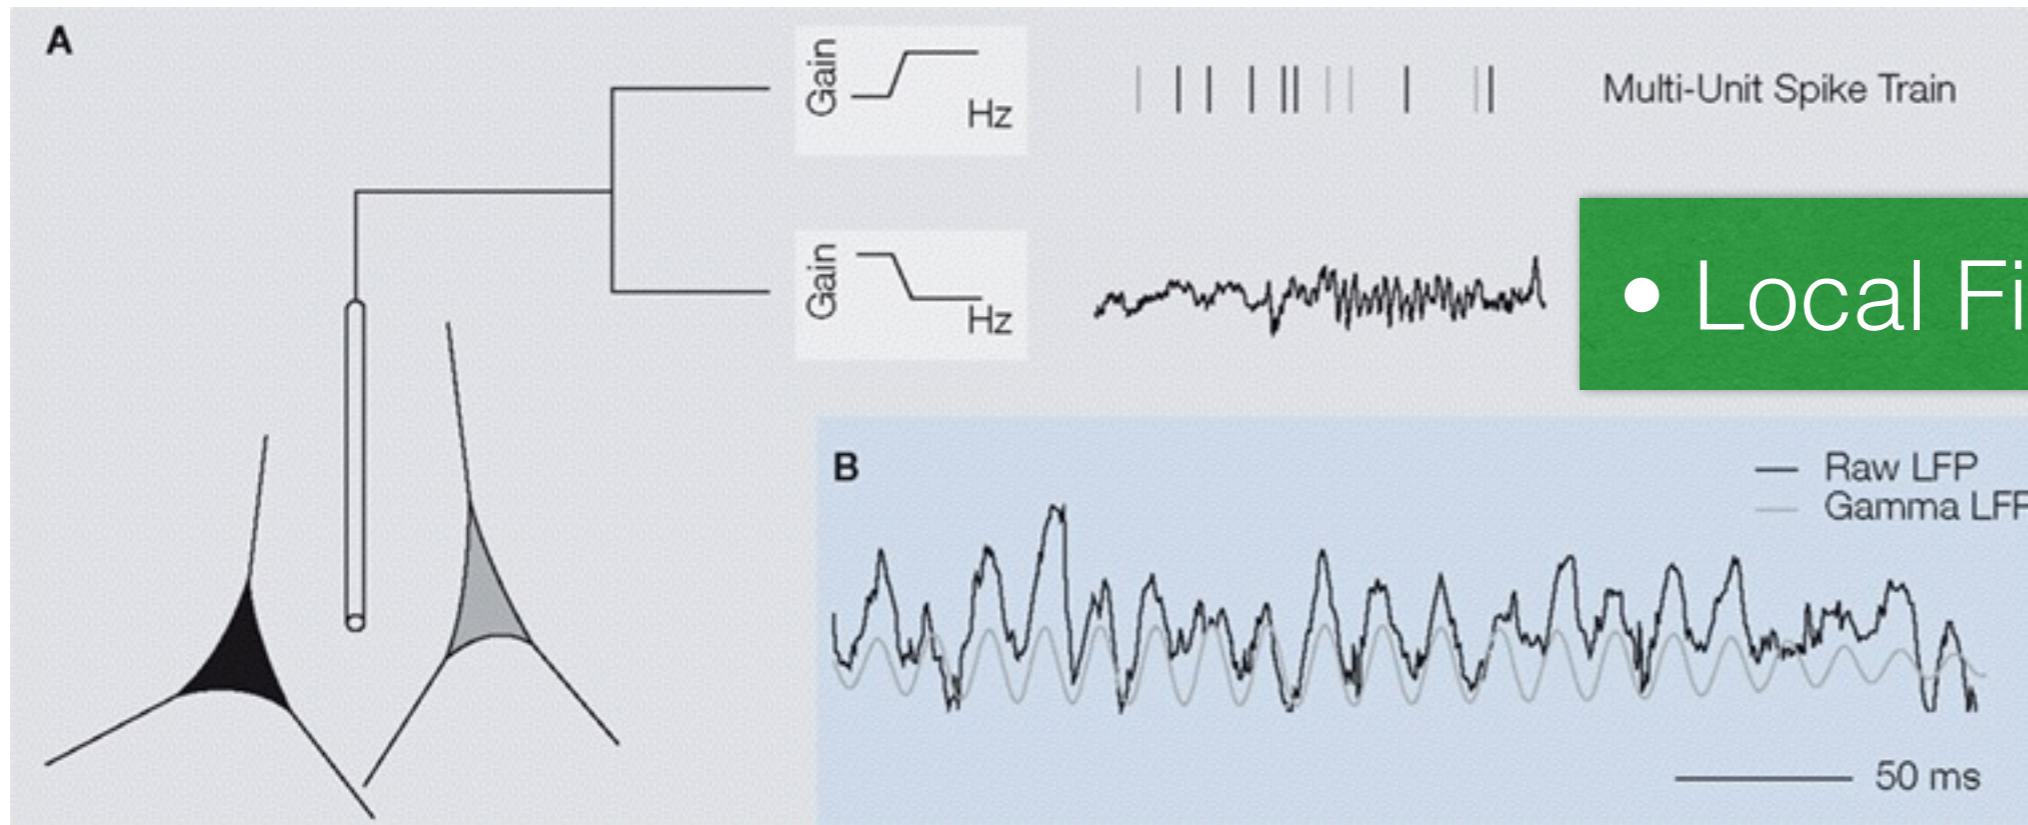 A
Gain
Hz
Multi-Unit Spike Train
Gain
Hz
• Local Fi
B
Raw LFP
Gamma LFP
50 ms